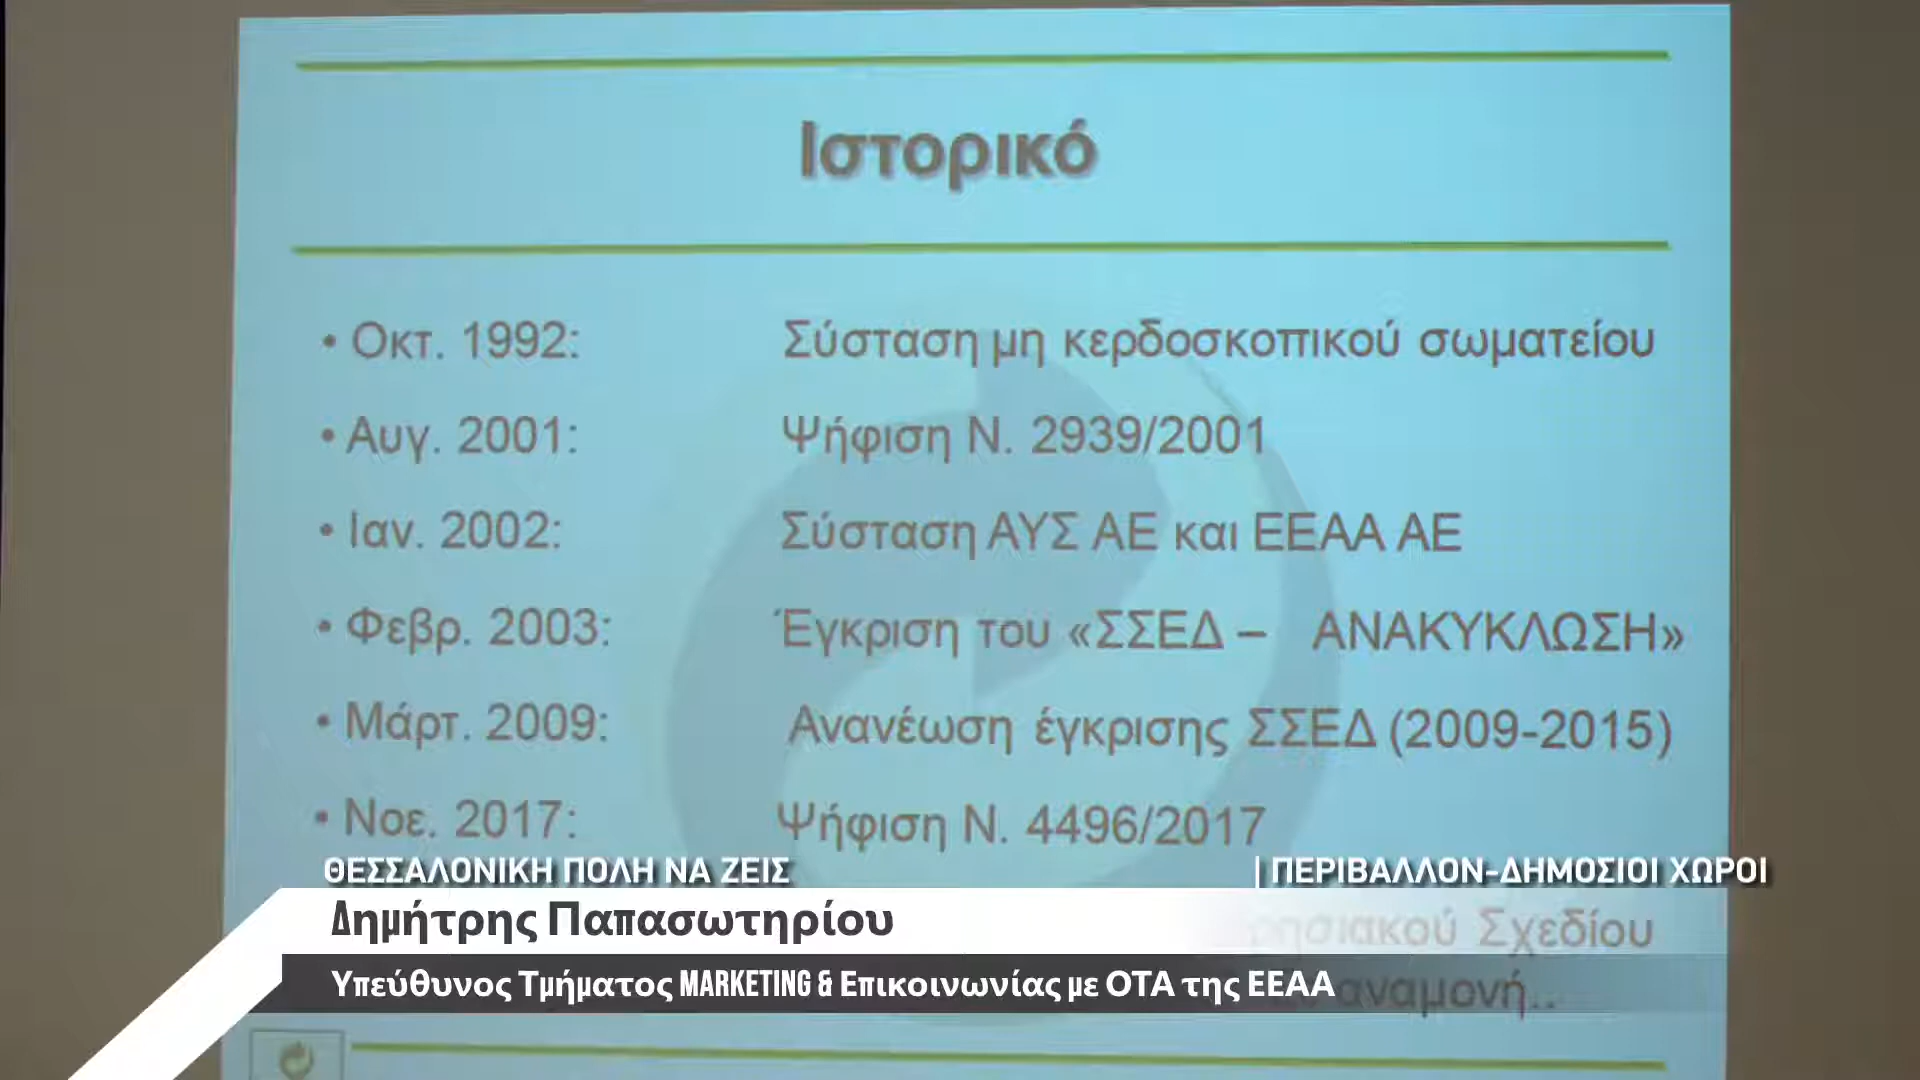 Ιστορικό
• Οκτ. 1992: Σύσταση μη κερδοσκοπικού σωματείου
• Αυγ. 2001: Ψήφιση Ν. 2939/2001
• Ιαν. 2002: Σύσταση ΑΥΣ ΑΕ και ΕΕΑΑ ΑΕ
• Φεβρ. 2003: Έγκριση του «ΣΣΕΔ – ΑΝΑΚΥΚΛΩΣΗ»
• Μάρτ. 2009: Ανανέωση έγκρισης ΣΣΕΔ (2009-2015)
• Νοε. 2017: Ψήφιση Ν. 4496/2017
ΘΕΣΣΑΛΟΝΙΚΗ ΠΟΛΗ ΝΑ ΖΕΙΣ
| ΠΕΡΙΒΑΛΛΟΝ-ΔΗΜΟΣΙΟΙ ΧΩΡΟΙ
Δημήτρης Παπασωτηρίου
Σχεδίου
Υπεύθυνος Τμήματος MARKETING & Επικοινωνίας με ΟΤΑ της ΕΕΑΑ
αναμονή..